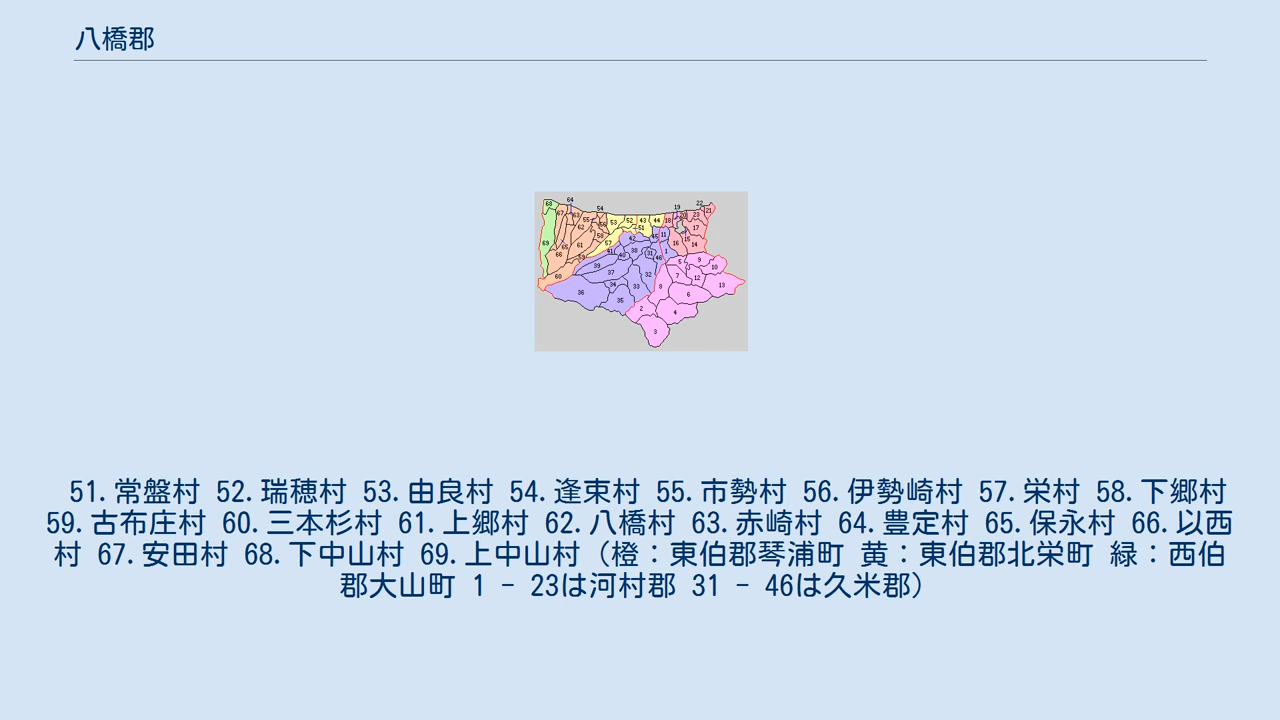 八橋郡
51.常盤村 52.瑞穂村 53.由良村 54.逢束村 55.市勢村 56.伊勢崎村 57.栄村 58.下郷村
59.古布庄村 60.三本杉村 61.上郷村 62.八橋村 63.赤崎村 64.豊定村 65.保永村 66.以西
村 67.安田村 68.下中山村 69.上中山村（橙：東伯郡琴浦町 黄：東伯郡北栄町 緑：西伯
郡大山町 1 - 23は河村郡 31 - 46は久米郡）